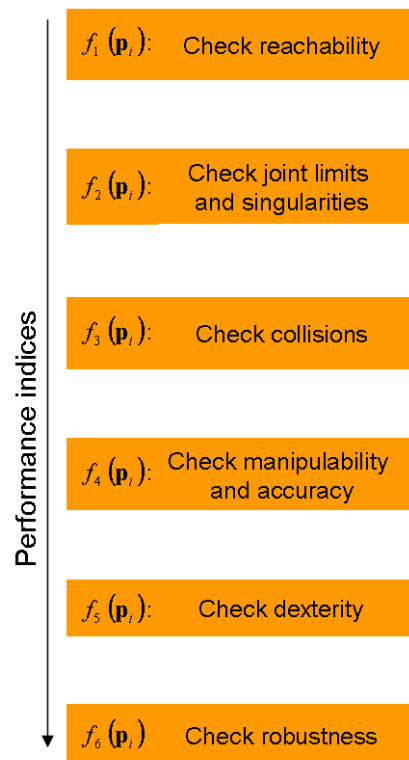 f₁ (pᵢ): Check reachability
f₂ (pᵢ): Check joint limits
and singularities
f₃ (pᵢ): Check collisions
f₄ (pᵢ): Check manipulability
and accuracy
f₅ (pᵢ): Check dexterity
f₆ (pᵢ) Check robustness
Performance indices